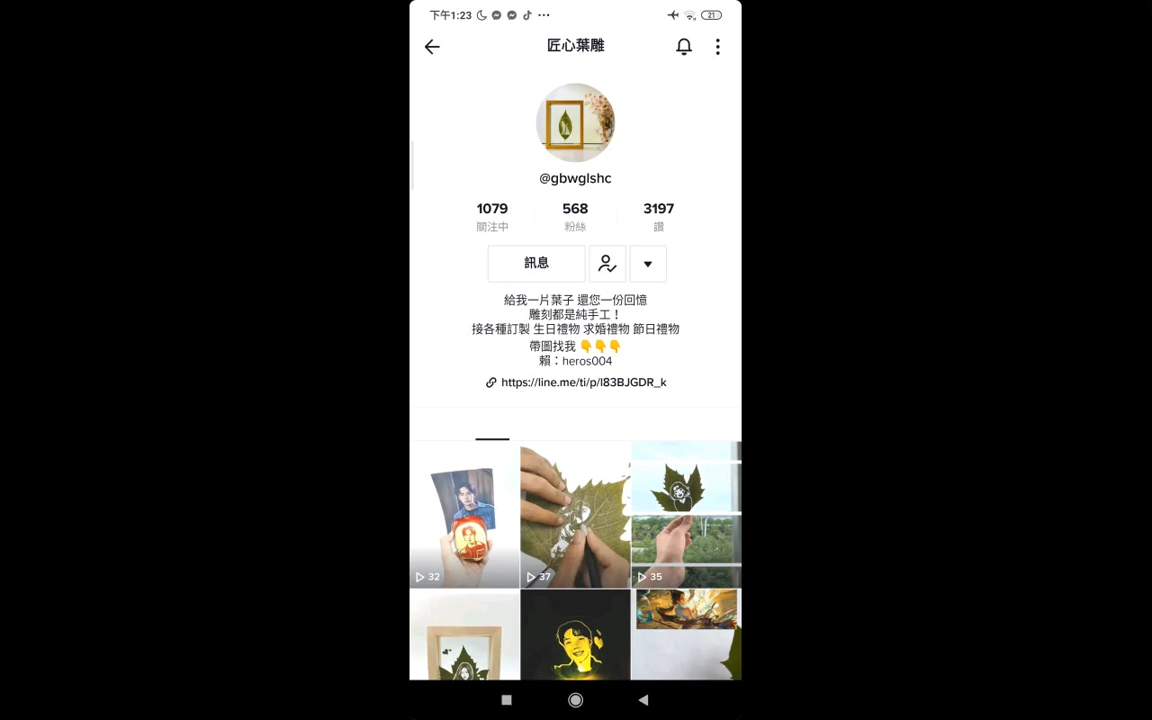 下午1:23
21
匠心葉雕
@gbwglshc
1079 568 3197
關注中 粉絲 讚
訊息
給我一片葉子 還您一份回憶
雕刻都是純手工！
接各種訂製 生日禮物 求婚禮物 節日禮物
帶圖找我 👇👇👇
賴：heros004
https://line.me/ti/p/l83BJGDR_k
32 37 35